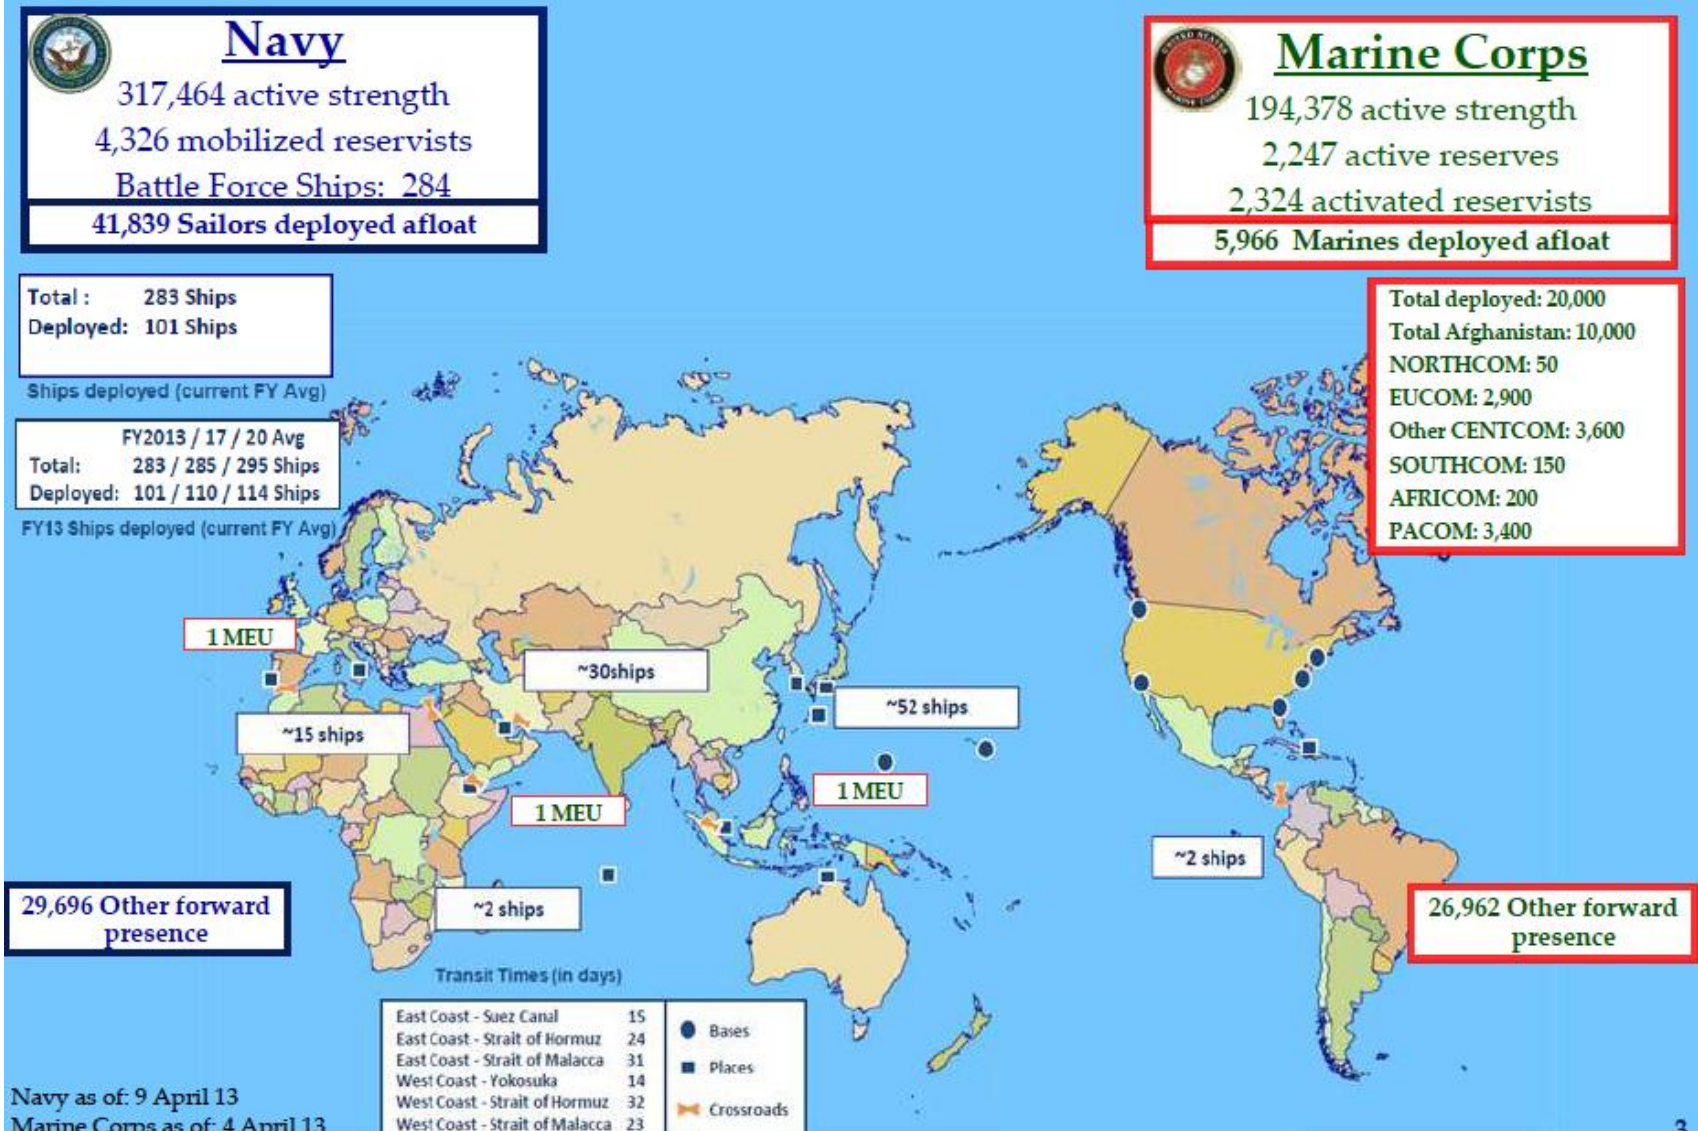 Navy
317,464 active strength
4,326 mobilized reservists
Battle Force Ships: 284
41,839 Sailors deployed afloat
Marine Corps
194,378 active strength
2,247 active reserves
2,324 activated reservists
5,966 Marines deployed afloat
Total : 283 Ships
Deployed: 101 Ships
Ships deployed (current FY Avg)
FY2013 / 17 / 20 Avg
Total: 283 / 285 / 295 Ships
Deployed: 101 / 110 / 114 Ships
FY13 Ships deployed (current FY Avg)
Total deployed: 20,000
Total Afghanistan: 10,000
NORTHCOM: 50
EUCOM: 2,900
Other CENTCOM: 3,600
SOUTHCOM: 150
AFRICOM: 200
PACOM: 3,400
1 MEU
~30ships
~52 ships
~15 ships
1 MEU
1 MEU
~2 ships
~2 ships
29,696 Other forward
presence
26,962 Other forward
presence
Transit Times (in days)
East Coast - Suez Canal 15
East Coast - Strait of Hormuz 24
East Coast - Strait of Malacca 31
West Coast - Yokosuka 14
West Coast - Strait of Hormuz 32
West Coast - Strait of Malacca 23
Bases
Places
Crossroads
Navy as of: 9 April 13
Marine Corps as of: 4 April 13
3